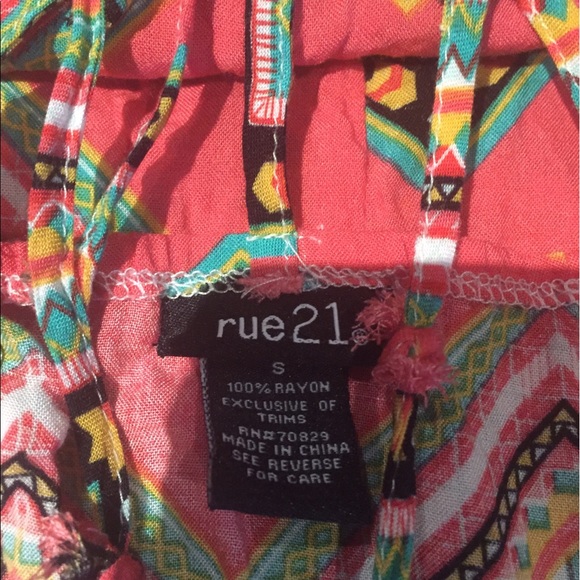 rue21®
S
100% RAYON
EXCLUSIVE OF
TRIMS
RN#70829
MADE IN CHINA
SEE REVERSE
FOR CARE